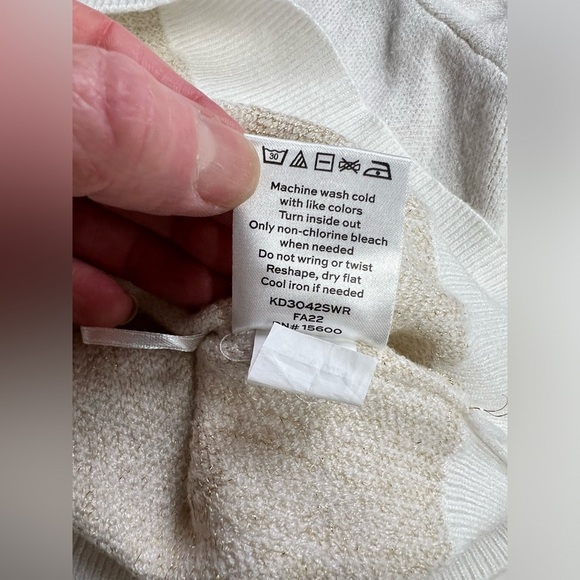 30
Machine wash cold
with like colors
Turn inside out
Only non-chlorine bleach
when needed
Do not wring or twist
Reshape, dry flat
Cool iron if needed
KD3042SWR
FA22
N# 15600